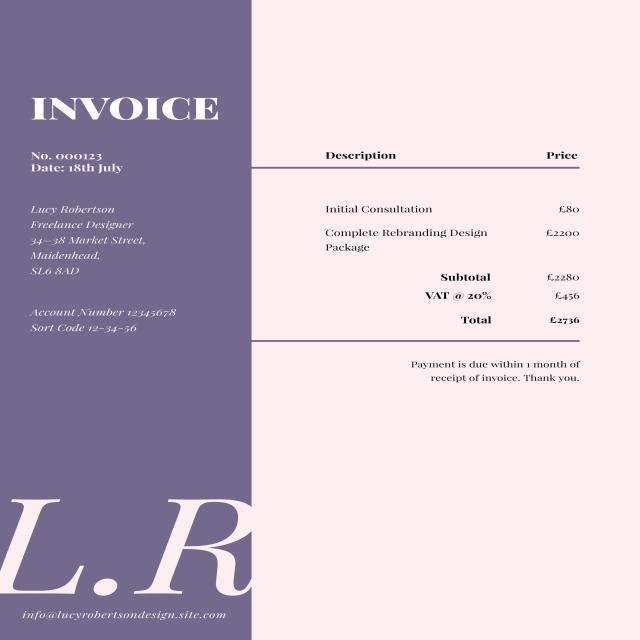 INVOICE
No. 000123
Date: 18th July
Lucy Robertson
Freelance Designer
34–38 Market Street,
Maidenhead,
SL6 8AD
Account Number 12345678
Sort Code 12-34-56
L.R
info@lucyrobertsondesign.site.com
Description Price
Initial Consultation £80
Complete Rebranding Design £2200
Package
Subtotal £2280
VAT @ 20% £456
Total £2736
Payment is due within 1 month of
receipt of invoice. Thank you.